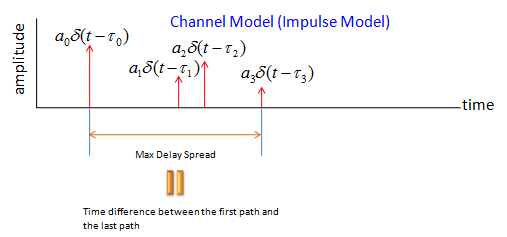 Channel Model (Impulse Model)
amplitude
a₀δ(t − τ₀)
a₂δ(t − τ₂)
a₁δ(t − τ₁)
a₃δ(t − τ₃)
time
Max Delay Spread
Time difference between the first path and
the last path